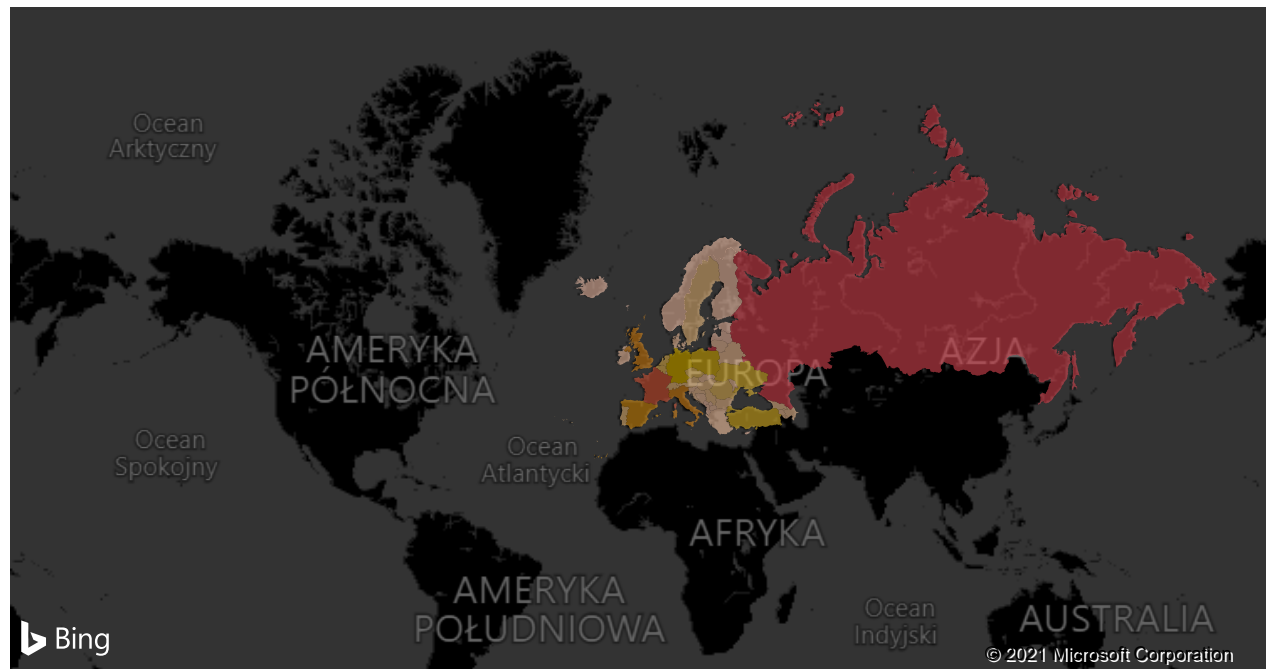 Ocean
Arktyczny
AMERYKA
PÓŁNOCNA
EUROPA
AZJA
Ocean
Spokojny
Ocean
Atlantycki
AFRYKA
AMERYKA
POŁUDNIOWA
Ocean
Indyjski
AUSTRALIA
Bing
© 2021 Microsoft Corporation